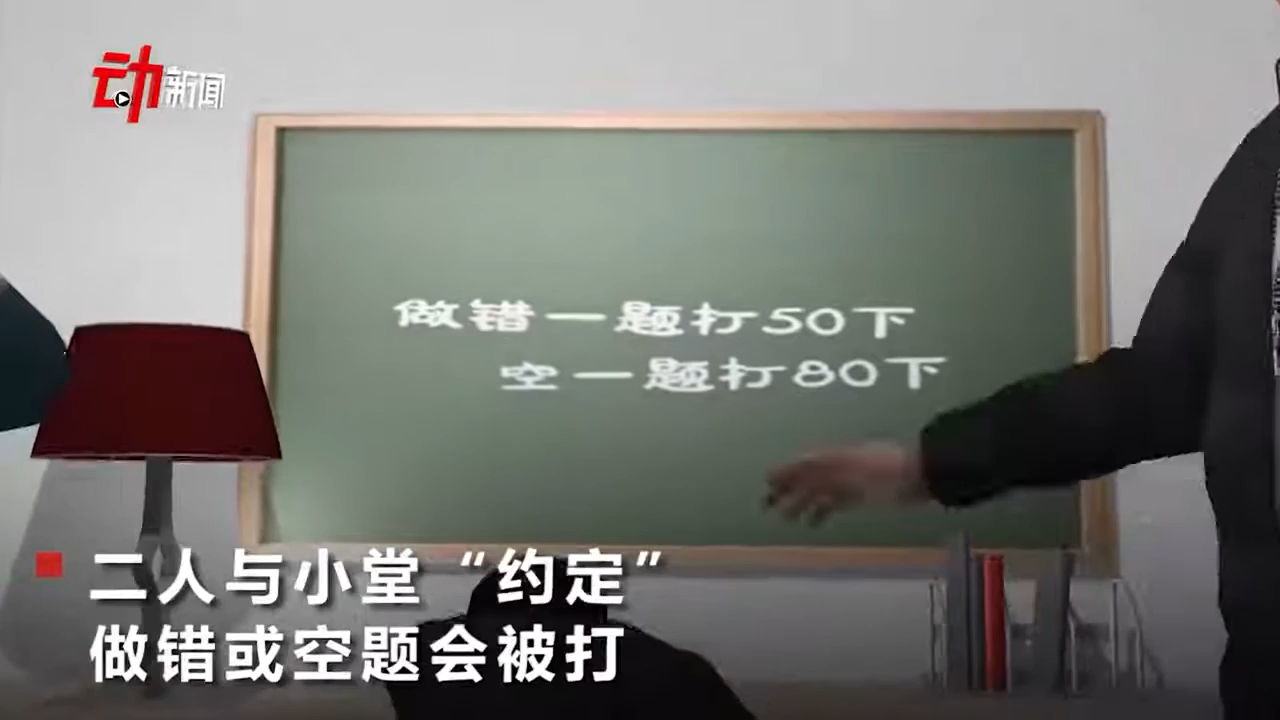 动新闻
做错一题打50下
空一题打80下
二人与小堂“约定”
做错或空题会被打